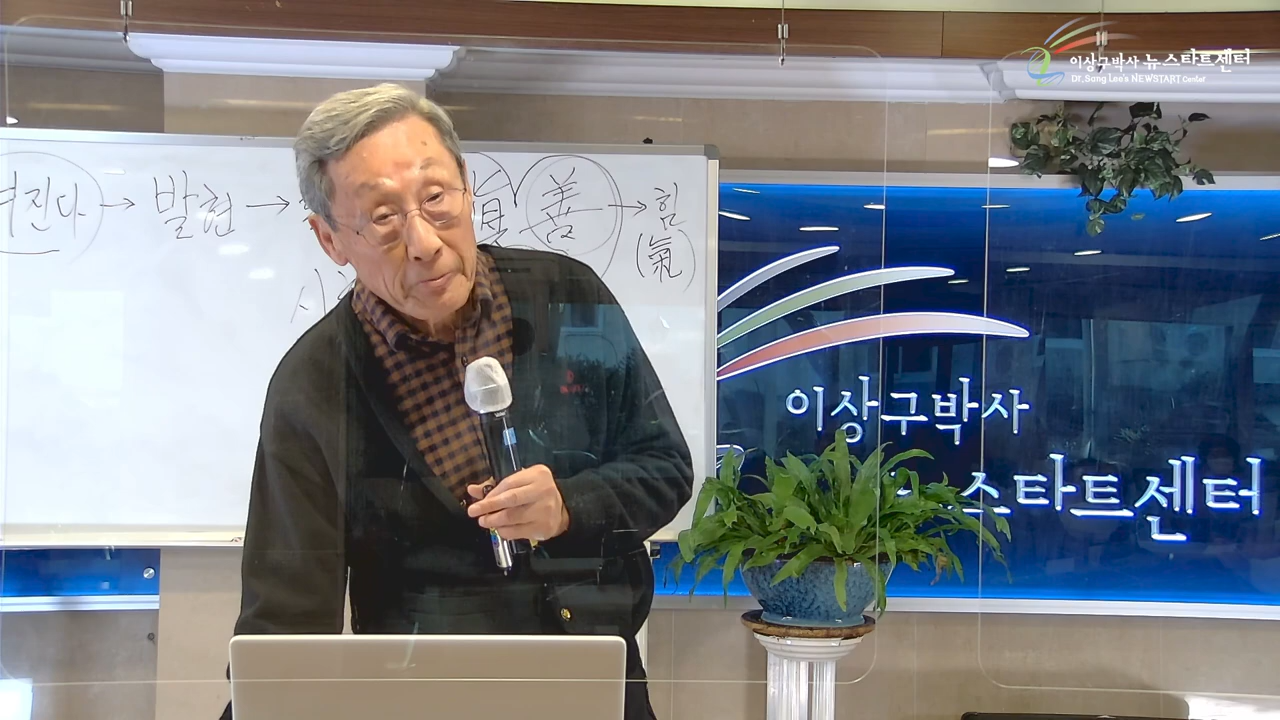 이상구박사 뉴스타트센터
Dr. Sang Lee's NEWSTART Center
진다 → 발현 → 眞 善 → 힘
(氣)
이상구박사
스타트센터